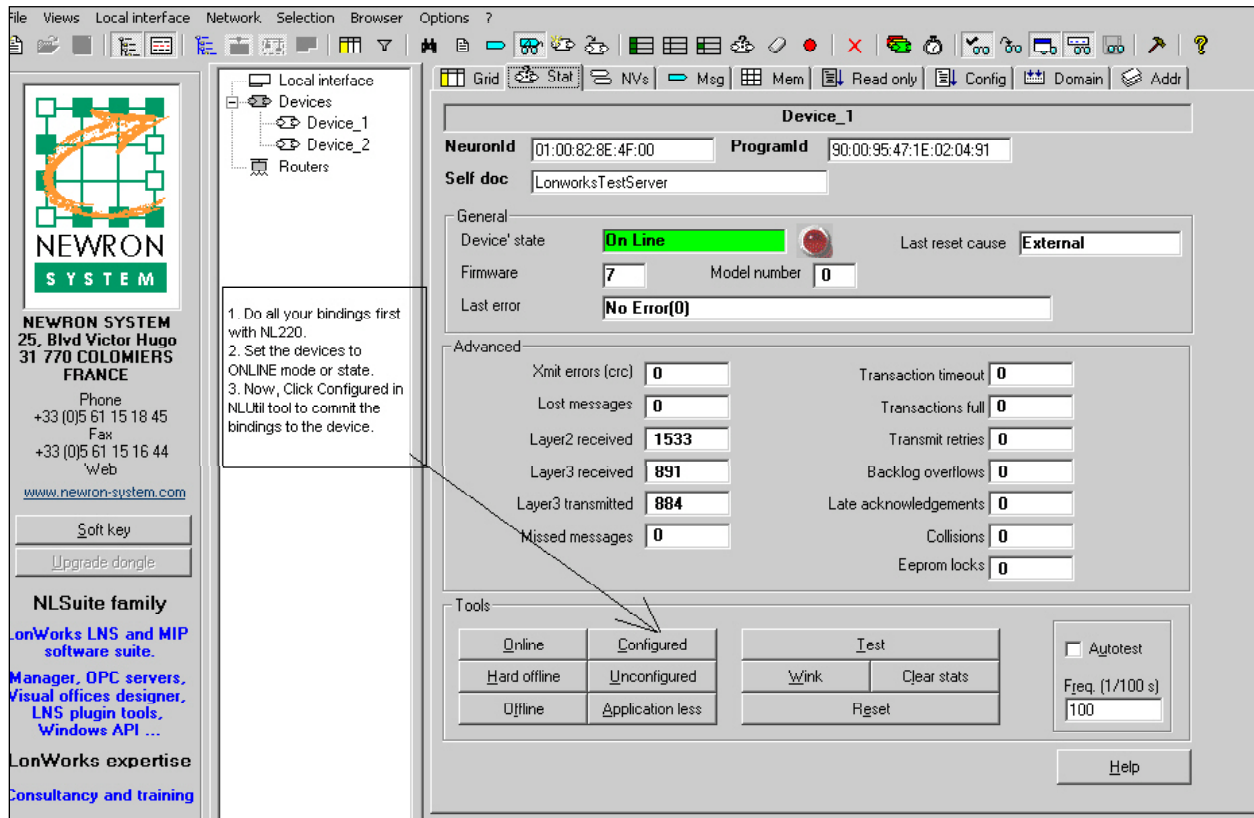 File Views Local interface Network Selection Browser Options ?
NEWRON
SYSTEM
NEWRON SYSTEM
25, Blvd Victor Hugo
31 770 COLOMIERS
FRANCE
Phone
+33 (0)5 61 15 18 45
Fax
+33 (0)5 61 15 16 44
Web
www.newron-system.com
Soft key
Upgrade dongle
NLSuite family
LonWorks LNS and MIP
software suite.
Manager, OPC servers,
Visual offices designer,
LNS plugin tools,
Windows API ...
LonWorks expertise
Consultancy and training
Local interface
Devices
Device_1
Device_2
Routers
1. Do all your bindings first
with NL220.
2. Set the devices to
ONLINE mode or state.
3. Now, Click Configured in
NLUtil tool to commit the
bindings to the device.
Grid Stat NVs Msg Mem Read only Config Domain Addr
Device_1
NeuronId 01:00:82:8E:4F:00 ProgramId 90:00:95:47:1E:02:04:91
Self doc LonworksTestServer
General
Device' state On Line Last reset cause External
Firmware 7 Model number 0
Last error No Error(0)
Advanced
Xmit errors (crc) 0 Transaction timeout 0
Lost messages 0 Transactions full 0
Layer2 received 1533 Transmit retries 0
Layer3 received 891 Backlog overflows 0
Layer3 transmitted 884 Late acknowledgements 0
Missed messages 0 Collisions 0
Eeprom locks 0
Tools
Online Configured Test Autotest
Hard offline Unconfigured Wink Clear stats Freq. (1/100 s)
Offline Application less Reset 100
Help